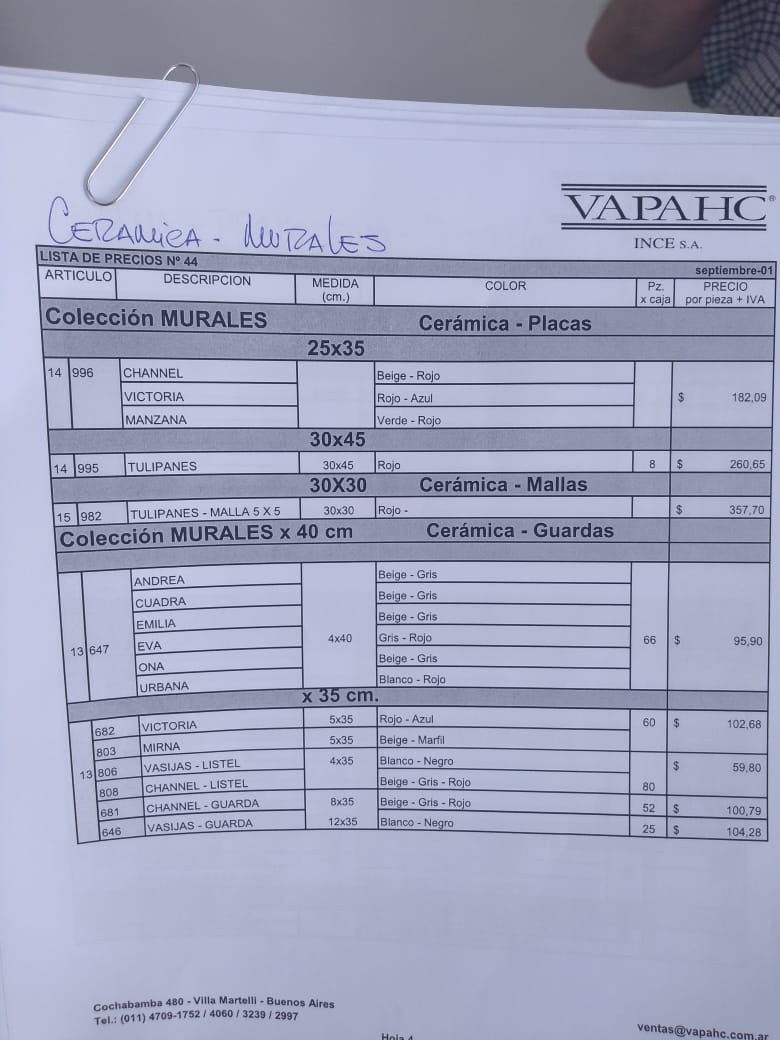 CERAMICA - MURALES
VAPAHC®
INCE S.A.
LISTA DE PRECIOS Nº 44 septiembre-01
ARTICULO DESCRIPCION MEDIDA (cm.) COLOR Pz. x caja PRECIO por pieza + IVA
Colección MURALES Cerámica - Placas
25x35
14 996 CHANNEL Beige - Rojo
VICTORIA Rojo - Azul $ 182,09
MANZANA Verde - Rojo
30x45
14 995 TULIPANES 30x45 Rojo 8 $ 260,65
30X30 Cerámica - Mallas
15 982 TULIPANES - MALLA 5 X 5 30x30 Rojo - $ 357,70
Colección MURALES x 40 cm Cerámica - Guardas
ANDREA Beige - Gris
CUADRA Beige - Gris
EMILIA Beige - Gris
13 647 EVA 4x40 Gris - Rojo 66 $ 95,90
ONA Beige - Gris
URBANA Blanco - Rojo
x 35 cm.
682 VICTORIA 5x35 Rojo - Azul 60 $ 102,68
803 MIRNA 5x35 Beige - Marfil
13 806 VASIJAS - LISTEL 4x35 Blanco - Negro $ 59,80
808 CHANNEL - LISTEL Beige - Gris - Rojo 80
681 CHANNEL - GUARDA 8x35 Beige - Gris - Rojo 52 $ 100,79
646 VASIJAS - GUARDA 12x35 Blanco - Negro 25 $ 104,28
Cochabamba 480 - Villa Martelli - Buenos Aires
Tel.: (011) 4709-1752 / 4060 / 3239 / 2997
Hoja 4
ventas@vapahc.com.ar